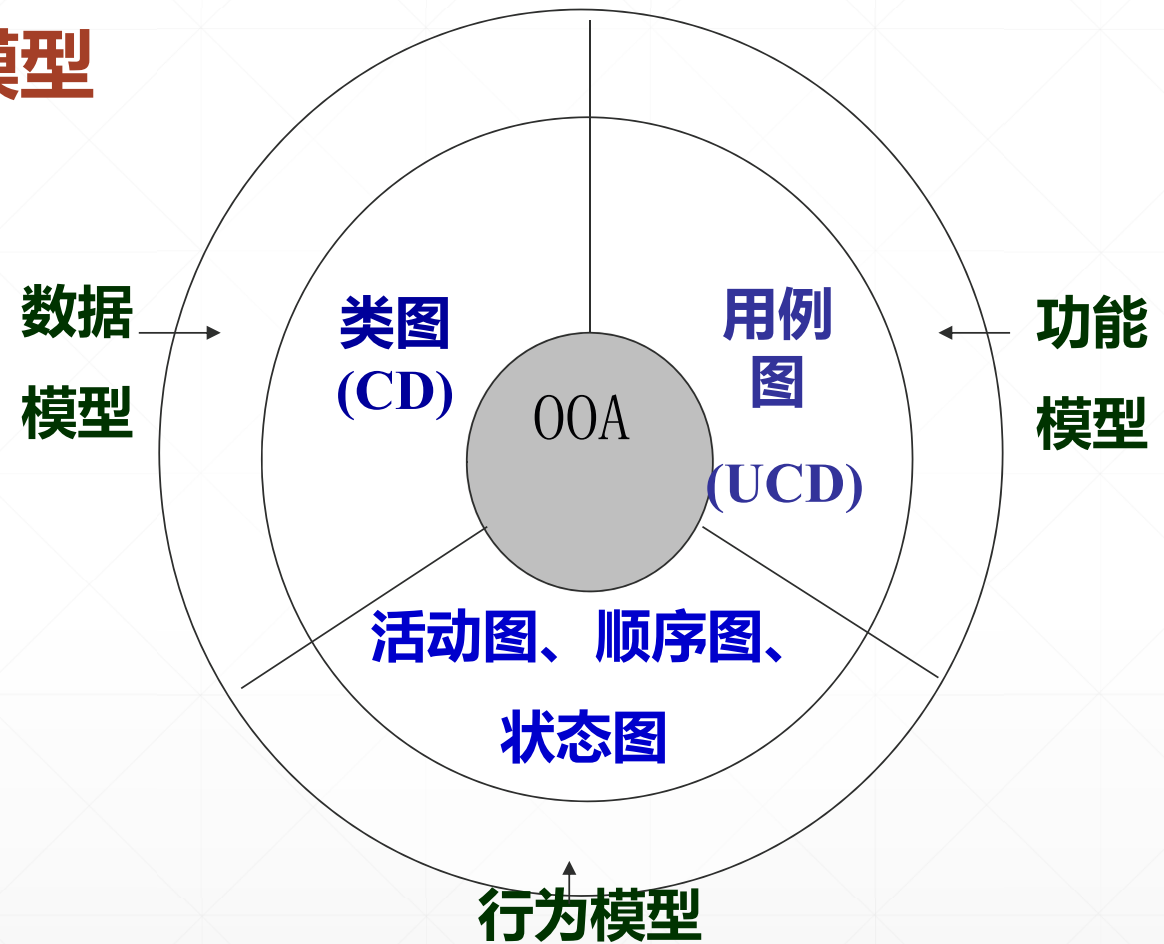 模型
数据
模型
类图
(CD)
用例
图
(UCD)
功能
模型
OOA
活动图、顺序图、
状态图
行为模型